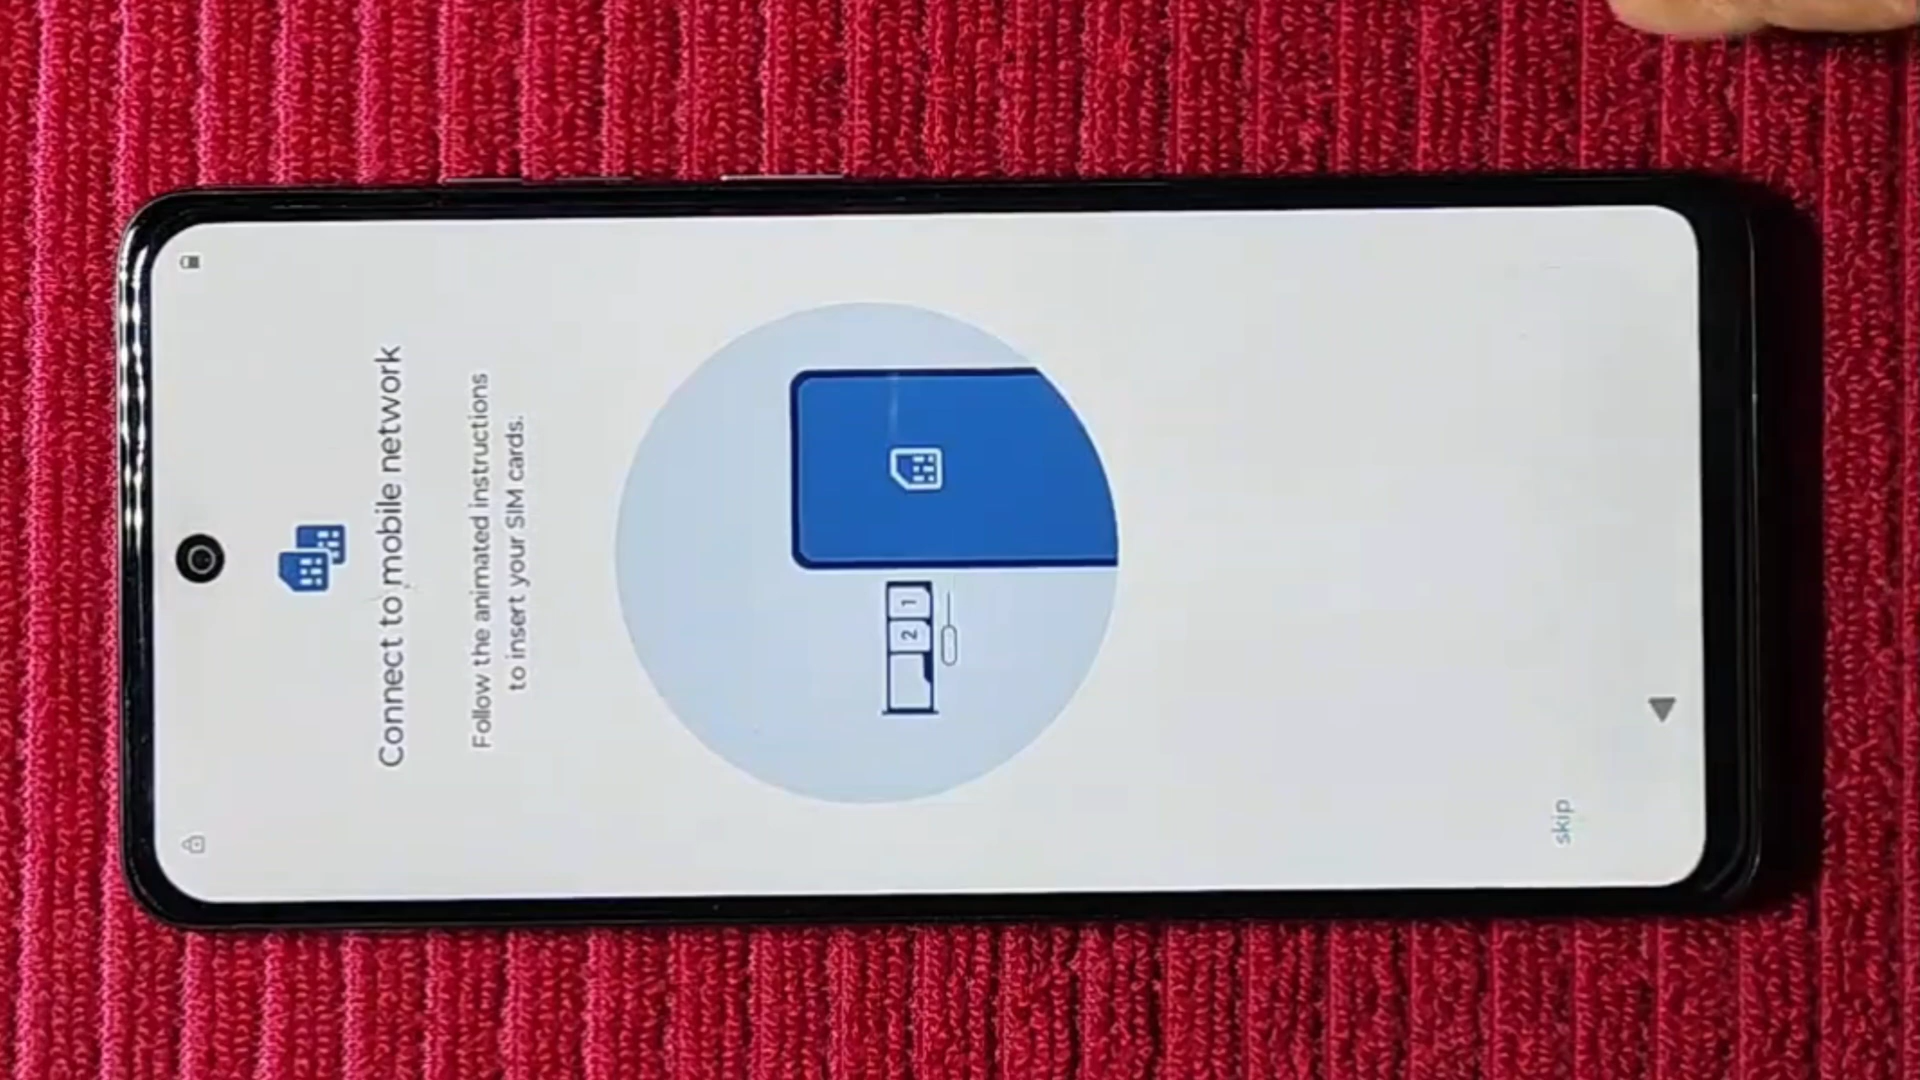 Connect to mobile network
Follow the animated instructions
to insert your SIM cards.
2 1
skip